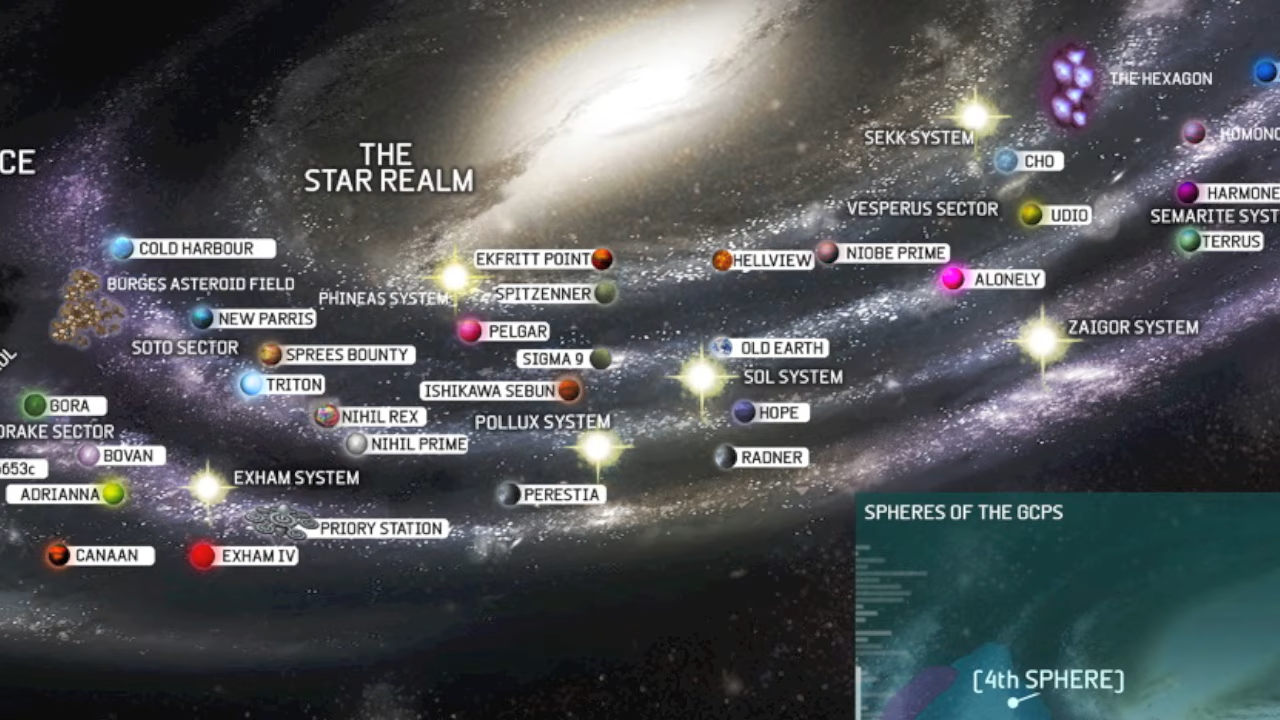 THE HEXAGON
SEKK SYSTEM
CHO
THE
STAR REALM
HARMONE
VESPERUS SECTOR
UDIO
SEMARITE SYST
TERRUS
COLD HARBOUR
EKFRITT POINT
HELLVIEW
NIOBE PRIME
BORGES ASTEROID FIELD
PHINEAS SYSTEM
SPITZENNER
ALONELY
NEW PARRIS
PELGAR
ZAIGOR SYSTEM
SOTO SECTOR
SPREES BOUNTY
SIGMA 9
OLD EARTH
TRITON
ISHIKAWA SEBUN
SOL SYSTEM
GORA
NIHIL REX
POLLUX SYSTEM
HOPE
DRAKE SECTOR
NIHIL PRIME
BOVAN
RADNER
653c
EXHAM SYSTEM
ADRIANNA
PERESTIA
PRIORY STATION
SPHERES OF THE GCPS
CANAAN
EXHAM IV
[4th SPHERE]